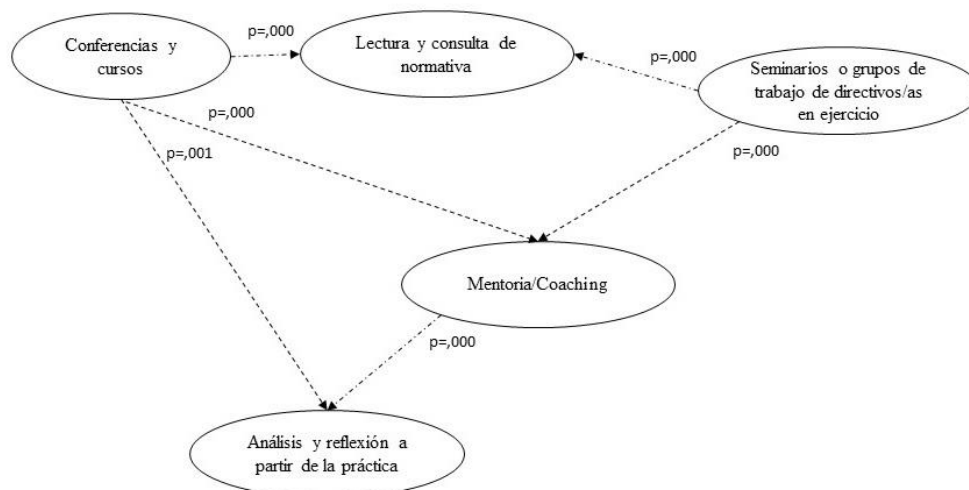 Conferencias y
cursos
p=,000
Lectura y consulta de
normativa
p=,000
Seminarios o grupos de
trabajo de directivos/as
en ejercicio
p=,000
p=,001
p=,000
Mentoria/Coaching
p=,000
Análisis y reflexión a
partir de la práctica